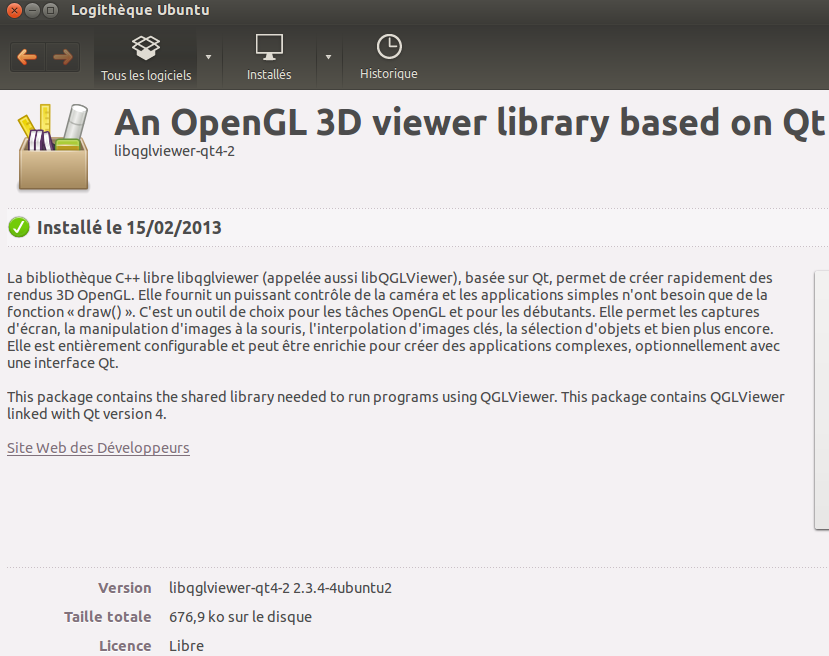 Logithèque Ubuntu
Tous les logiciels
Installés
Historique
An OpenGL 3D viewer library based on Qt
libqglviewer-qt4-2
Installé le 15/02/2013
La bibliothèque C++ libre libqglviewer (appelée aussi libQGLViewer), basée sur Qt, permet de créer rapidement des
rendus 3D OpenGL. Elle fournit un puissant contrôle de la caméra et les applications simples n'ont besoin que de la
fonction « draw() ». C'est un outil de choix pour les tâches OpenGL et pour les débutants. Elle permet les captures
d'écran, la manipulation d'images à la souris, l'interpolation d'images clés, la sélection d'objets et bien plus encore.
Elle est entièrement configurable et peut être enrichie pour créer des applications complexes, optionnellement avec
une interface Qt.
This package contains the shared library needed to run programs using QGLViewer. This package contains QGLViewer
linked with Qt version 4.
Site Web des Développeurs
Version libqglviewer-qt4-2 2.3.4-4ubuntu2
Taille totale 676,9 ko sur le disque
Licence Libre